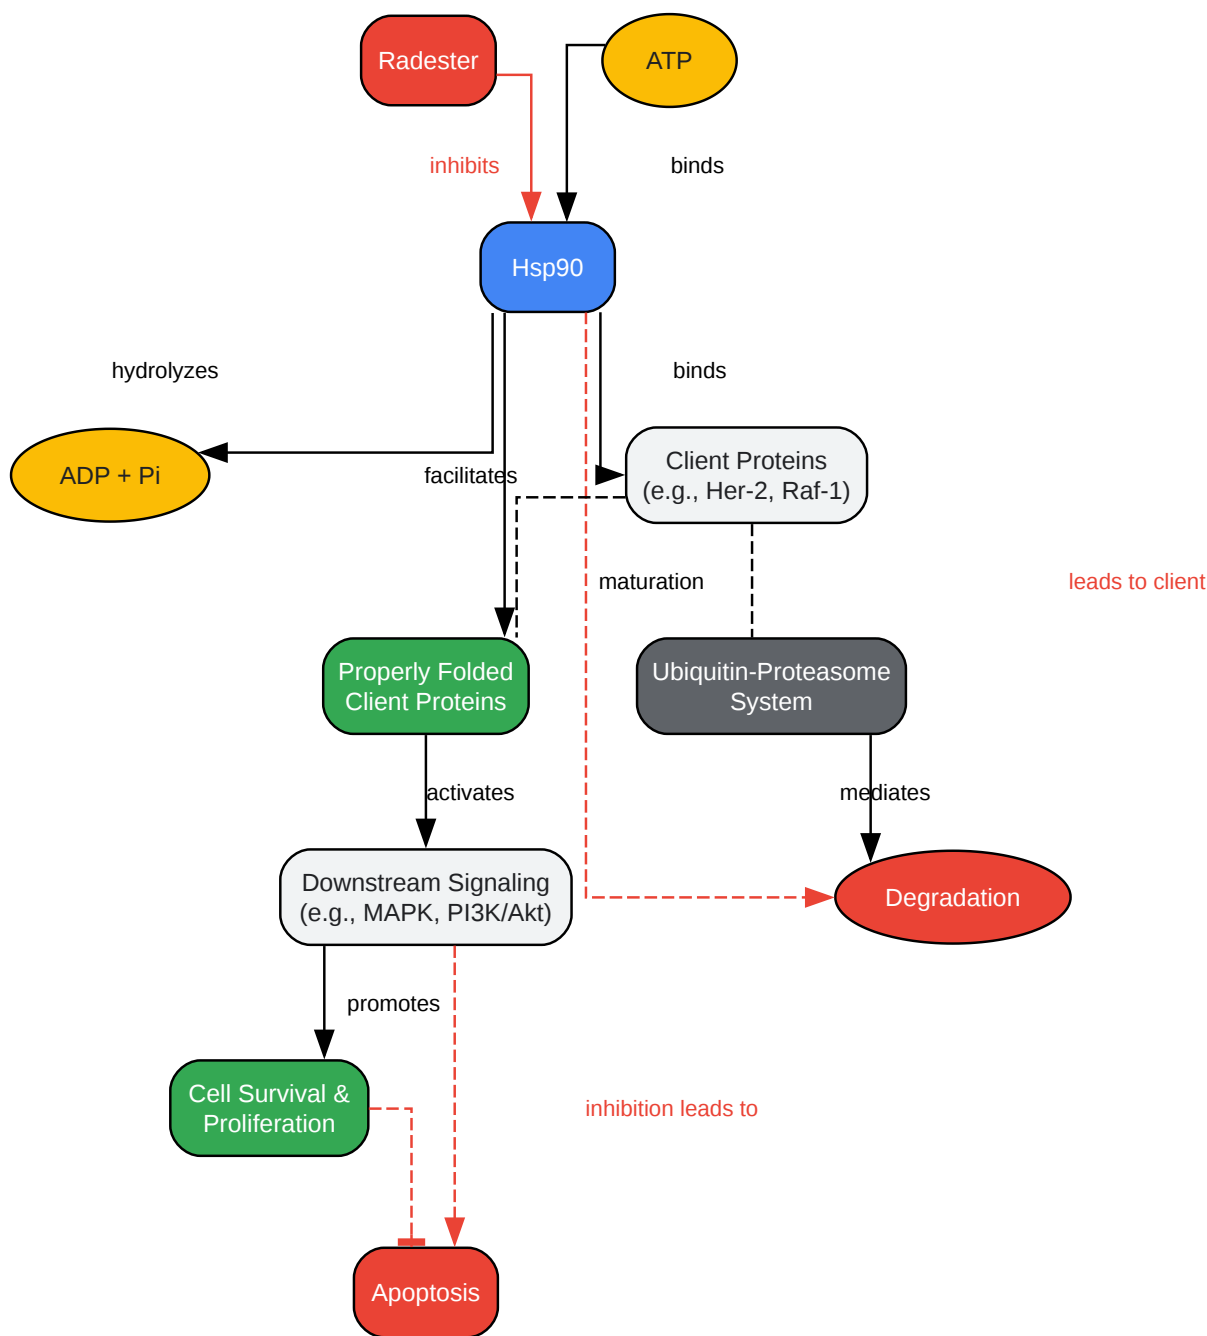 Radester
ATP
inhibits
binds
Hsp90
hydrolyzes
binds
ADP + Pi
facilitates
Client Proteins
(e.g., Her-2, Raf-1)
maturation
leads to client
Properly Folded
Client Proteins
Ubiquitin-Proteasome
System
activates
mediates
Downstream Signaling
(e.g., MAPK, PI3K/Akt)
Degradation
promotes
Cell Survival &
Proliferation
inhibition leads to
Apoptosis